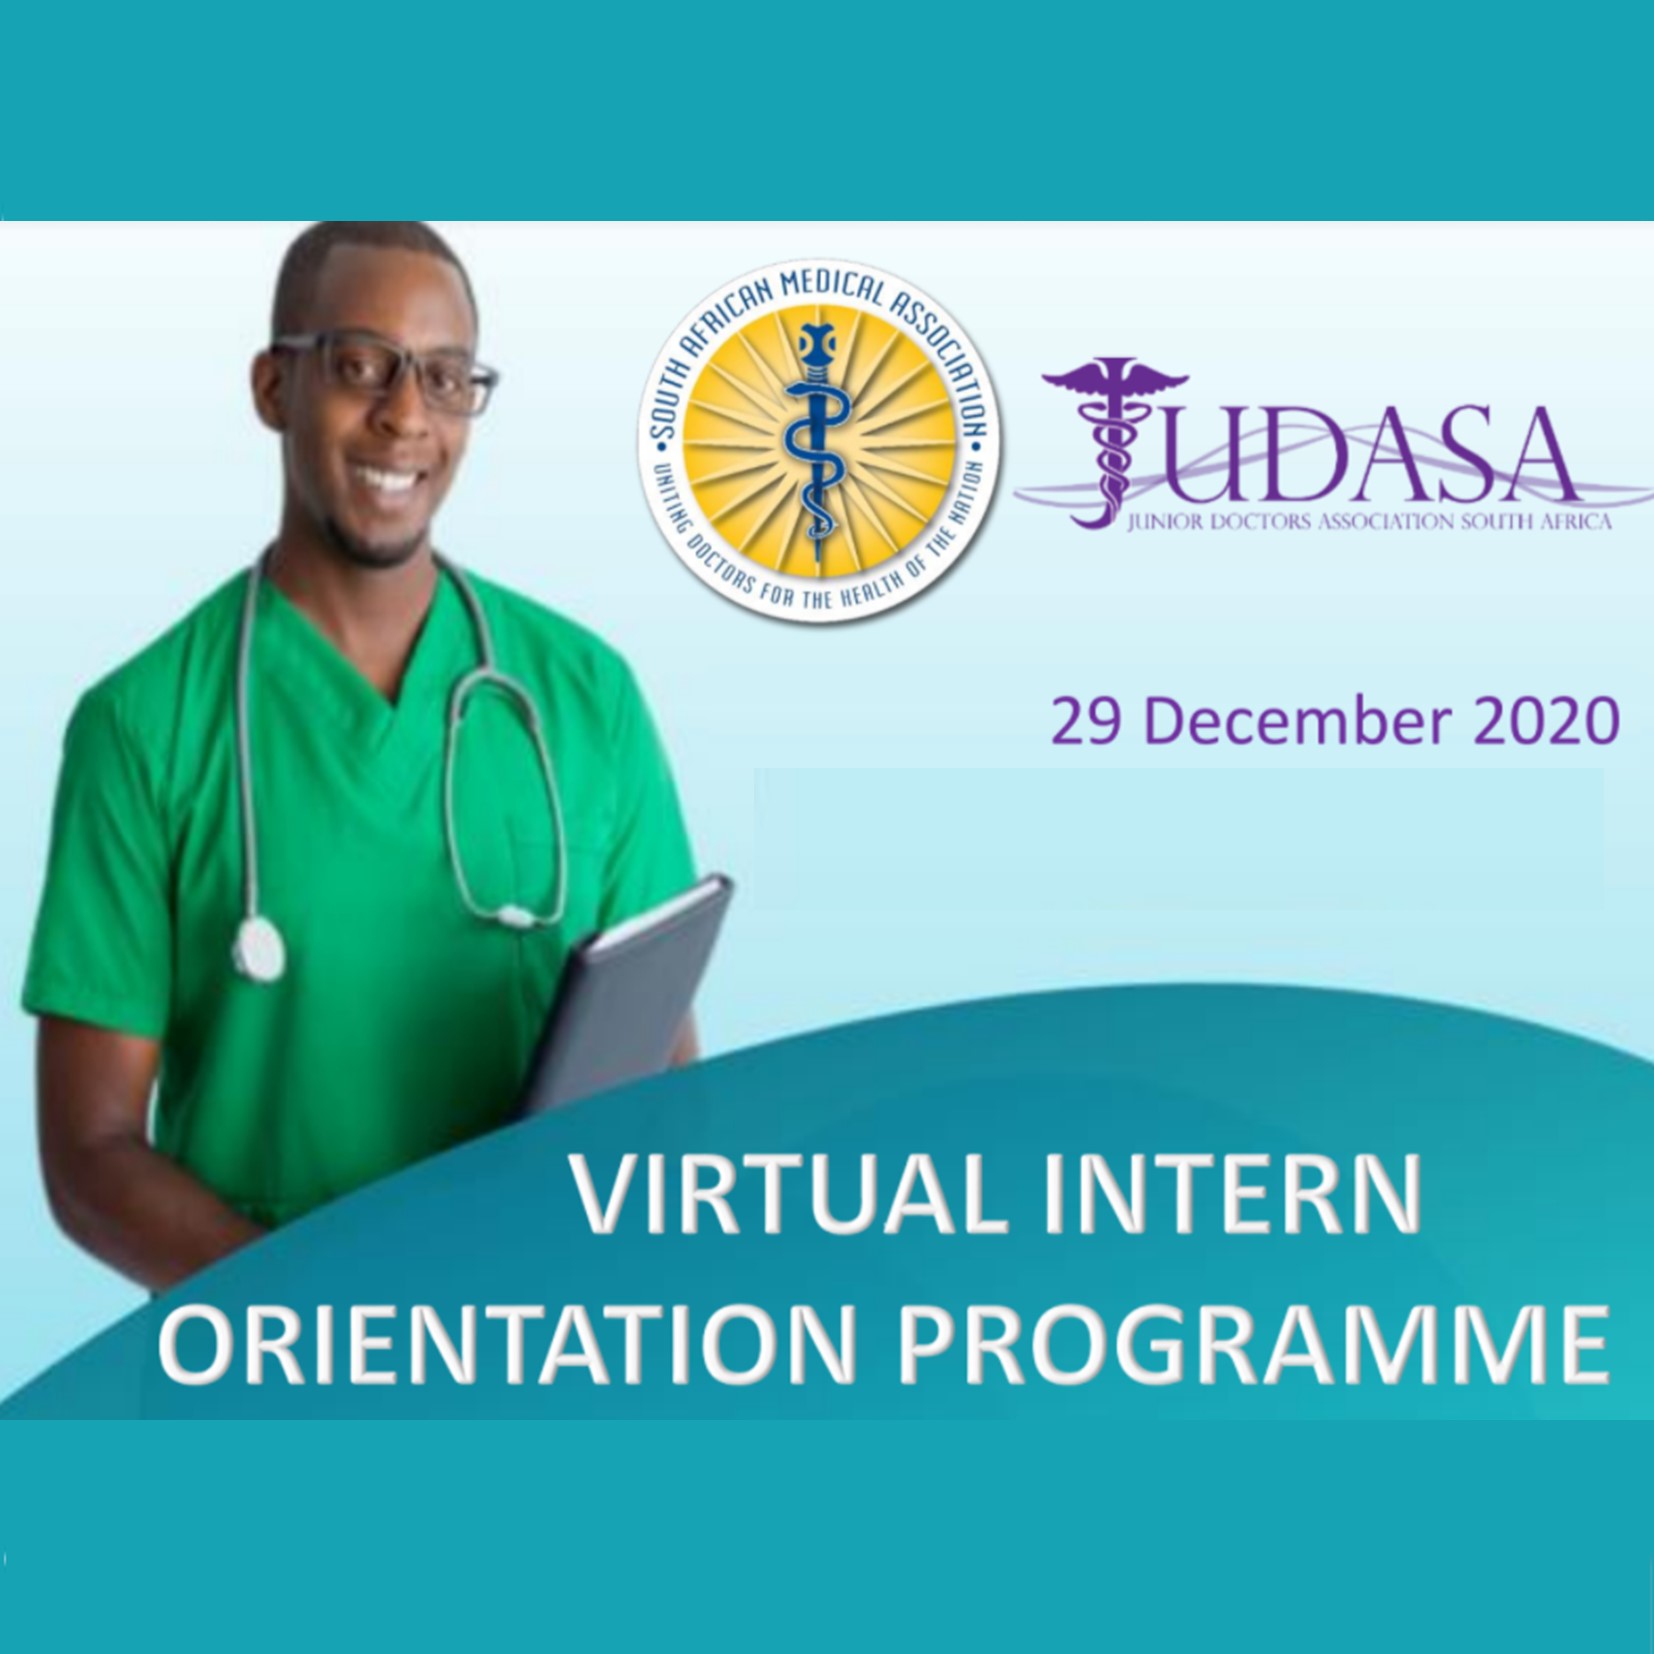 ·SOUTH AFRICAN MEDICAL ASSOCIATION·
UNITING DOCTORS FOR THE HEALTH OF THE NATION
JUDASA
JUNIOR DOCTORS ASSOCIATION SOUTH AFRICA
29 December 2020
VIRTUAL INTERN
ORIENTATION PROGRAMME